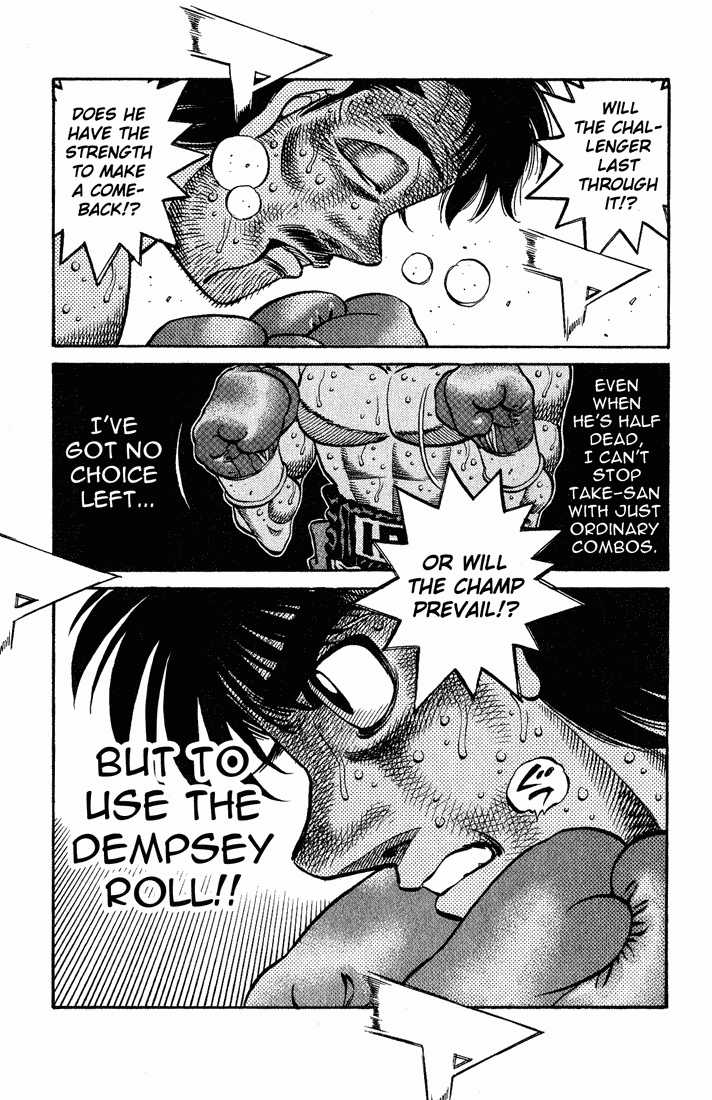 WILL
THE CHAL-
LENGER
LAST
THROUGH
IT!?
DOES HE
HAVE THE
STRENGTH
TO MAKE
A COME-
BACK!?
EVEN
WHEN
HE'S HALF
DEAD,
I CAN'T
STOP
TAKE-SAN
WITH JUST
ORDINARY
COMBOS.
I'VE
GOT NO
CHOICE
LEFT...
OR WILL
THE CHAMP
PREVAIL!?
BUT TO
USE THE
DEMPSEY
ROLL!!